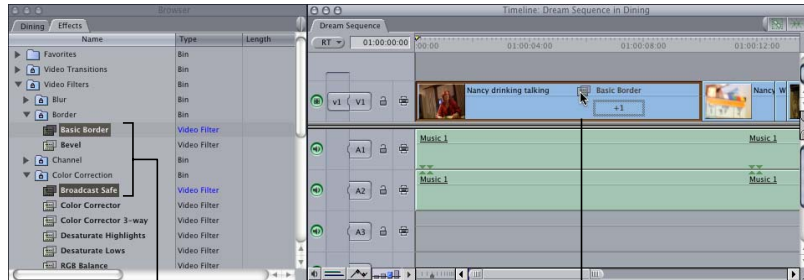 Browser
Dining Effects
Name Type Length
Favorites Bin
Video Transitions Bin
Video Filters Bin
Blur Bin
Border Bin
Basic Border Video Filter
Bevel Video Filter
Channel Bin
Color Correction Bin
Broadcast Safe Video Filter
Color Corrector Video Filter
Color Corrector 3-way Video Filter
Desaturate Highlights Video Filter
Desaturate Lows Video Filter
RGB Balance Video Filter
Timeline: Dream Sequence in Dining
Dream Sequence
RT 01:00:00:00 00:00 01:00:04:00 01:00:08:00 01:00:12:00
v1 V1 Nancy drinking talking Basic Border Nancy W
+1
A1 Music 1 Music 1
A2 Music 1 Music 1
A3